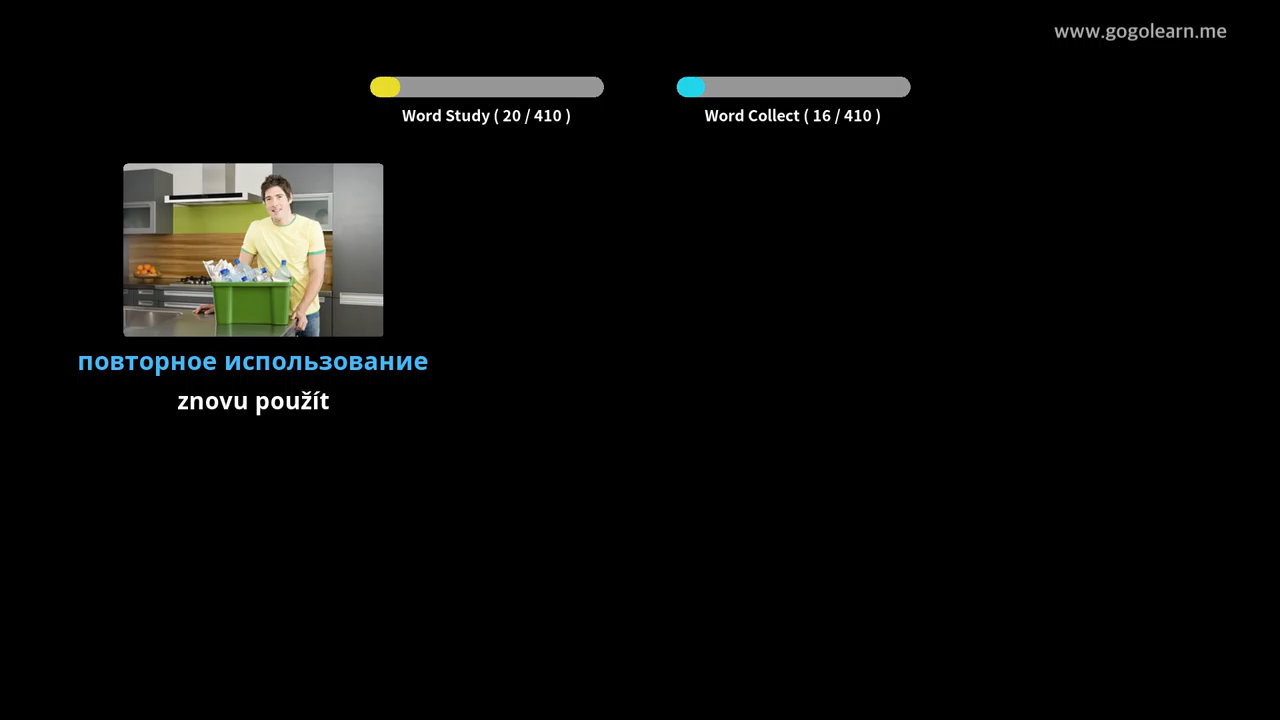 www.gogolearn.me
Word Study ( 20 / 410 )
Word Collect ( 16 / 410 )
повторное использование
znovu použít